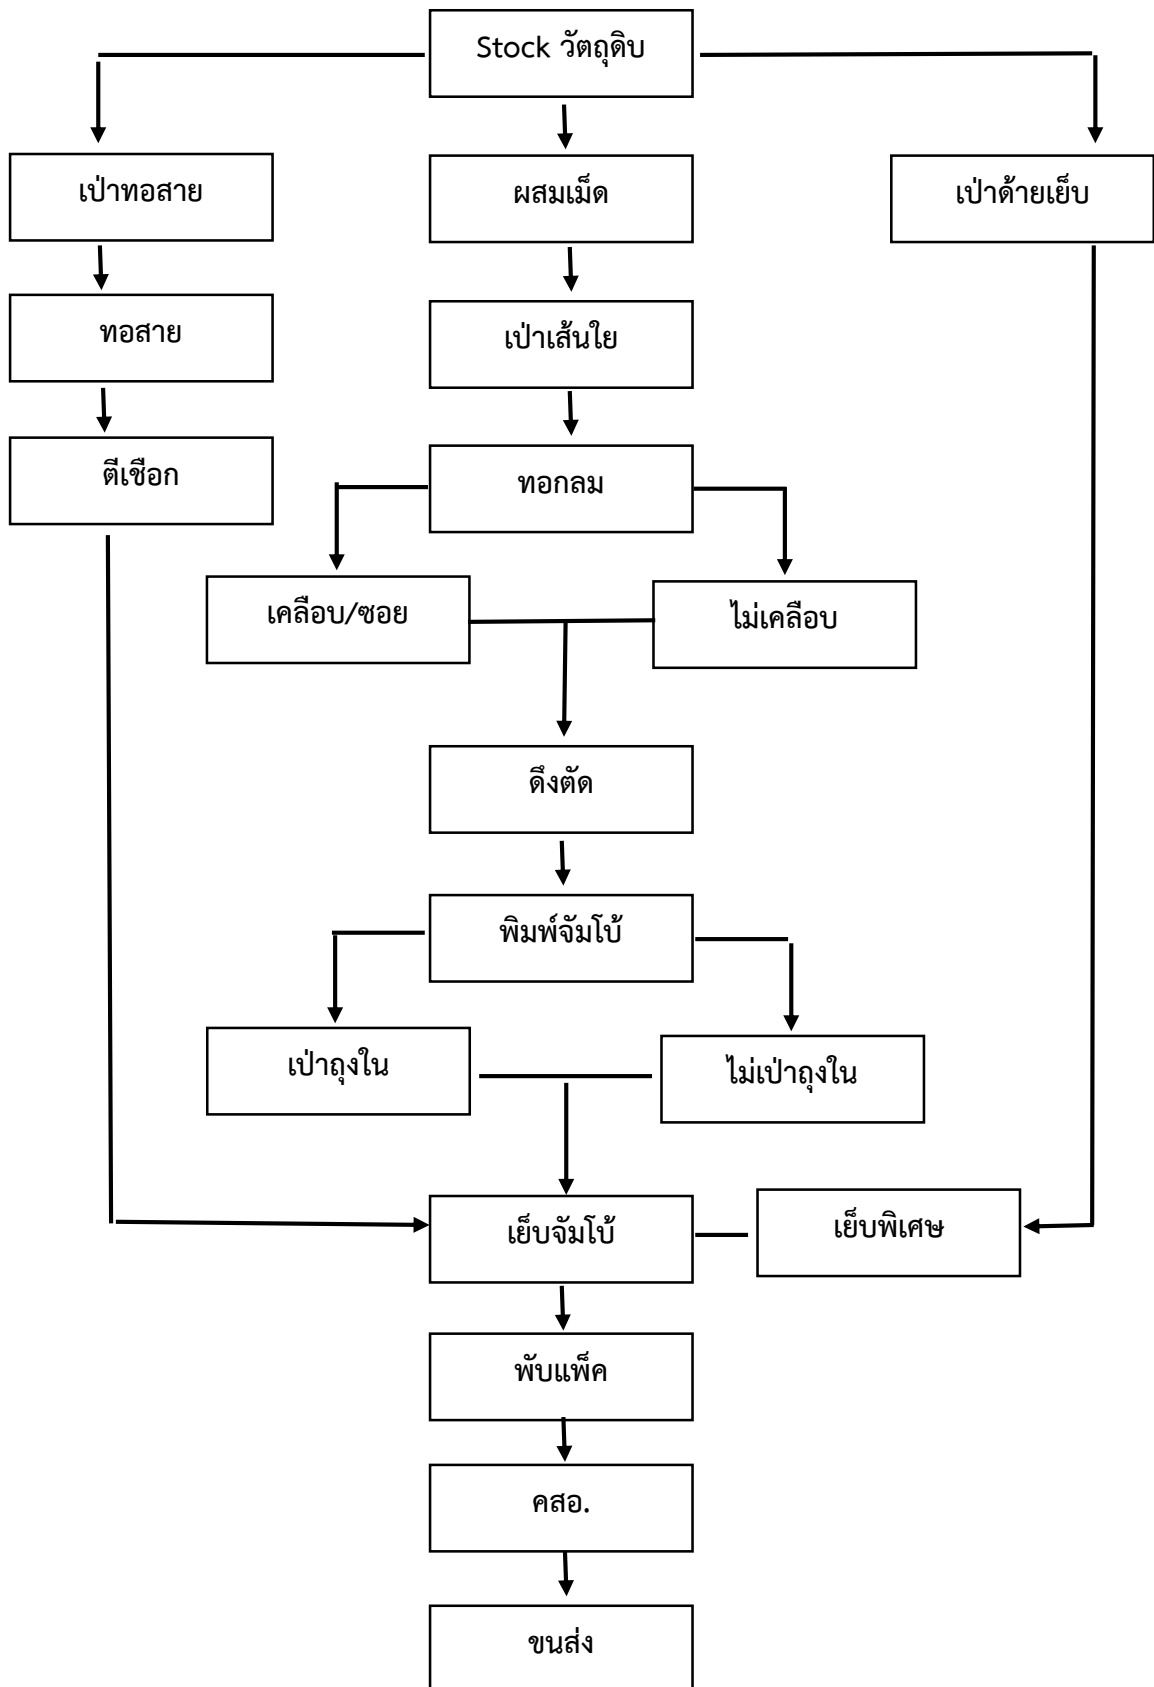 Stock วัตถุดิบ
เป่าทอสาย
ผสมเม็ด
เป่าด้ายเย็บ
ทอสาย
เป่าเส้นใย
ตีเชือก
ทอกลม
เคลือบ/ซอย
ไม่เคลือบ
ดึงตัด
พิมพ์จัมโบ้
เป่าถุงใน
ไม่เป่าถุงใน
เย็บจัมโบ้
เย็บพิเศษ
พับแพ็ค
คสอ.
ขนส่ง